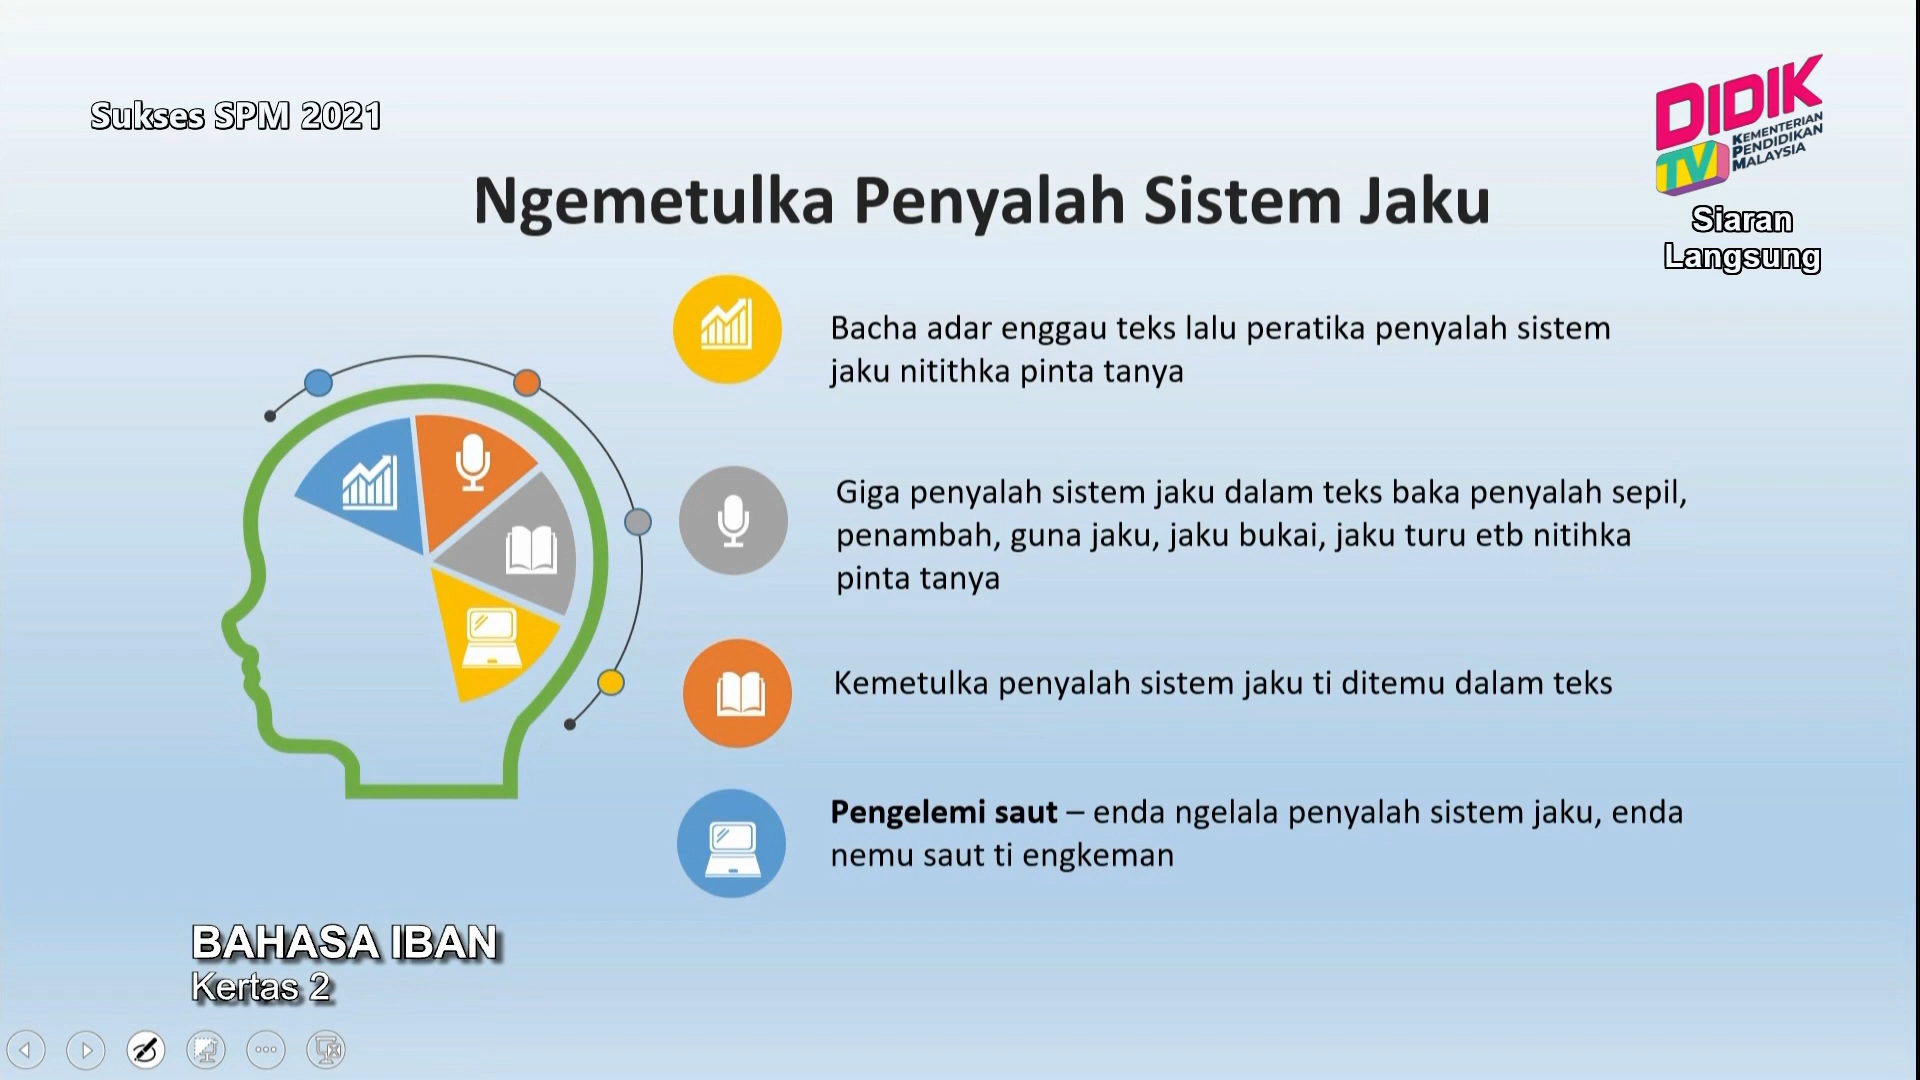 Sukses SPM 2021
DIDIK
TV
KEMENTERIAN
PENDIDIKAN
MALAYSIA
Siaran
Langsung
Ngemetulka Penyalah Sistem Jaku
Bacha adar enggau teks lalu peratika penyalah sistem
jaku nitithka pinta tanya
Giga penyalah sistem jaku dalam teks baka penyalah sepil,
penambah, guna jaku, jaku bukai, jaku turu etb nitihka
pinta tanya
Kemetulka penyalah sistem jaku ti ditemu dalam teks
Pengelemi saut – enda ngelala penyalah sistem jaku, enda
nemu saut ti engkeman
BAHASA IBAN
Kertas 2